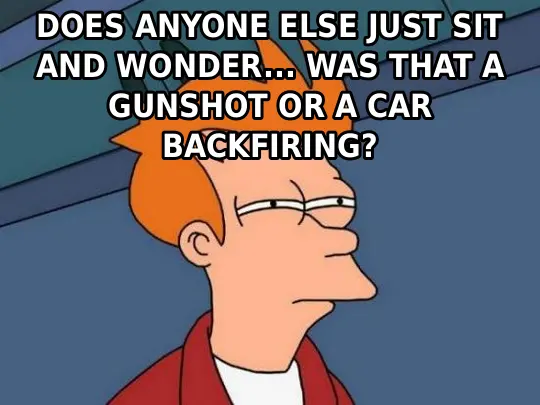 DOES ANYONE ELSE JUST SIT
AND WONDER... WAS THAT A
GUNSHOT OR A CAR
BACKFIRING?